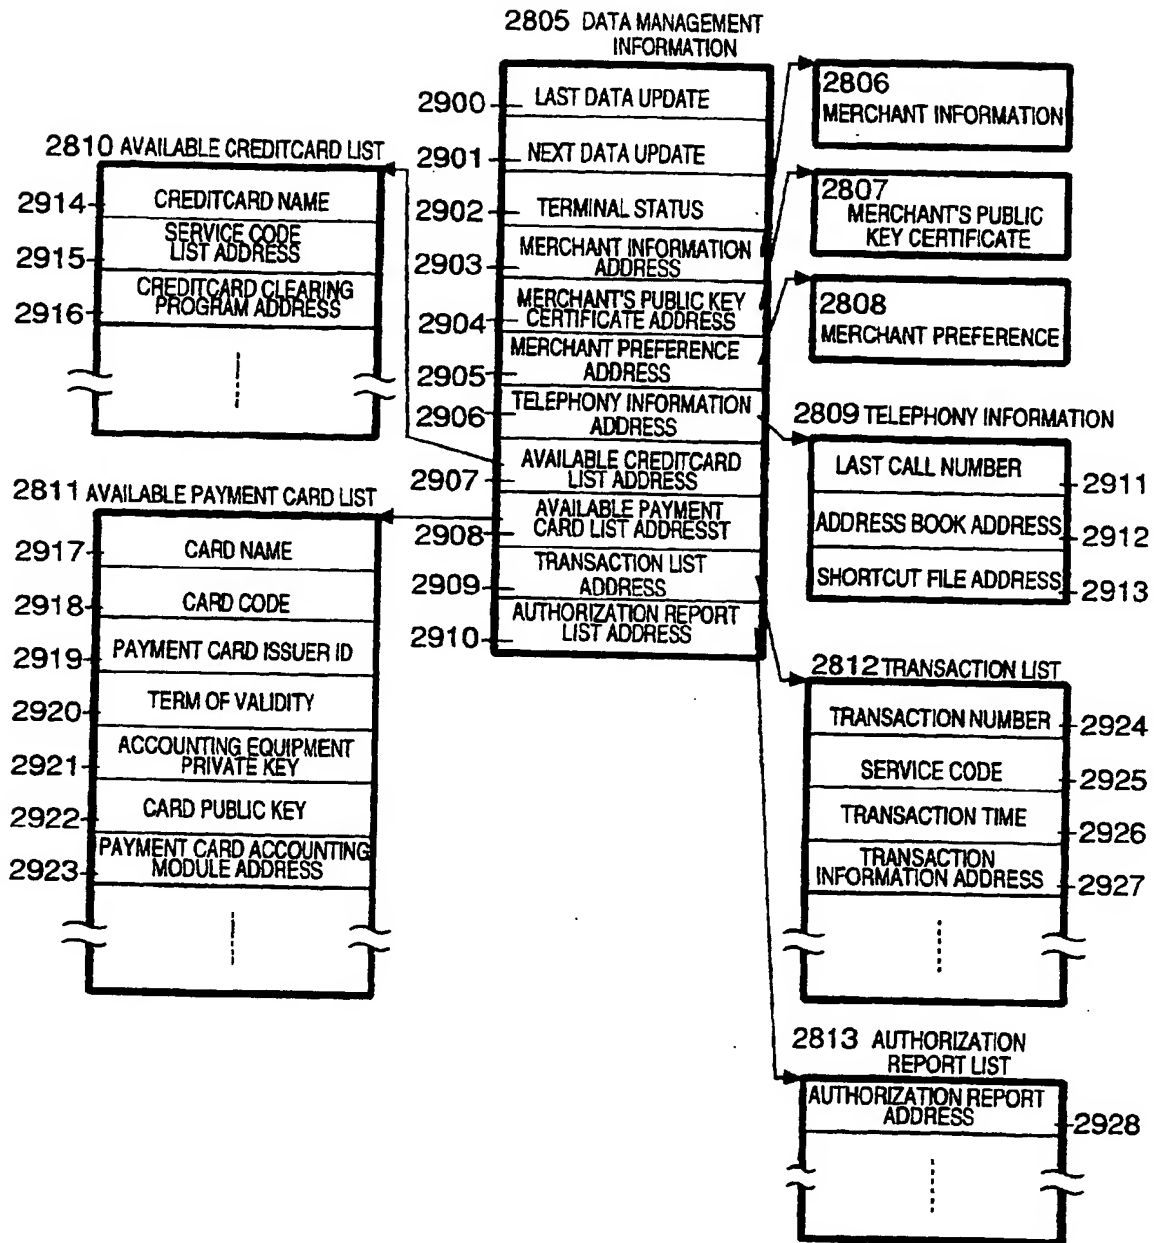 2805 DATA MANAGEMENT
INFORMATION
2900 LAST DATA UPDATE
2901 NEXT DATA UPDATE
2902 TERMINAL STATUS
2903 MERCHANT INFORMATION
ADDRESS
2904 MERCHANT'S PUBLIC KEY
CERTIFICATE ADDRESS
2905 MERCHANT PREFERENCE
ADDRESS
2906 TELEPHONY INFORMATION
ADDRESS
2907 AVAILABLE CREDITCARD
LIST ADDRESS
2908 AVAILABLE PAYMENT
CARD LIST ADDRESST
2909 TRANSACTION LIST
ADDRESS
2910 AUTHORIZATION REPORT
LIST ADDRESS
2810 AVAILABLE CREDITCARD LIST
2914 CREDITCARD NAME
2915 SERVICE CODE
LIST ADDRESS
2916 CREDITCARD CLEARING
PROGRAM ADDRESS
2811 AVAILABLE PAYMENT CARD LIST
2917 CARD NAME
2918 CARD CODE
2919 PAYMENT CARD ISSUER ID
2920 TERM OF VALIDITY
2921 ACCOUNTING EQUIPMENT
PRIVATE KEY
2922 CARD PUBLIC KEY
2923 PAYMENT CARD ACCOUNTING
MODULE ADDRESS
2806
MERCHANT INFORMATION
2807
MERCHANT'S PUBLIC
KEY CERTIFICATE
2808
MERCHANT PREFERENCE
2809 TELEPHONY INFORMATION
LAST CALL NUMBER 2911
ADDRESS BOOK ADDRESS 2912
SHORTCUT FILE ADDRESS 2913
2812 TRANSACTION LIST
TRANSACTION NUMBER 2924
SERVICE CODE 2925
TRANSACTION TIME 2926
TRANSACTION
INFORMATION ADDRESS 2927
2813 AUTHORIZATION
REPORT LIST
AUTHORIZATION REPORT
ADDRESS 2928